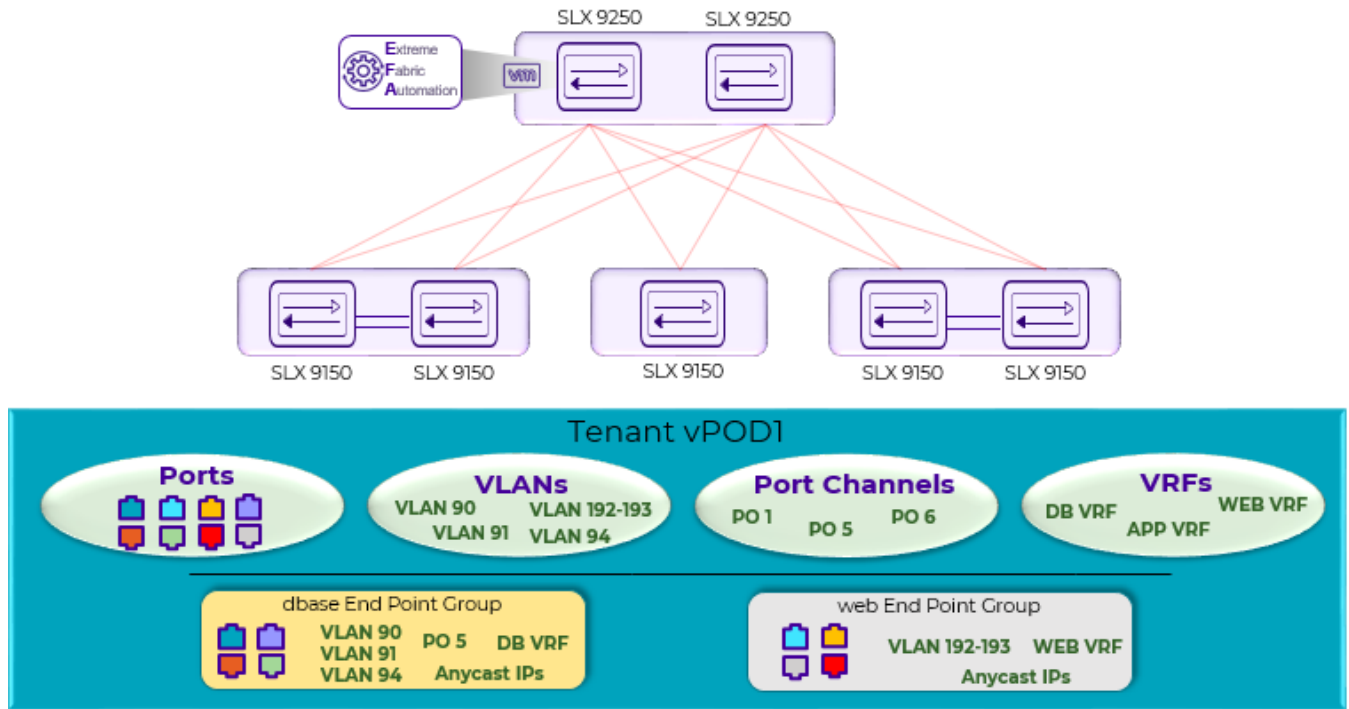 SLX 9250
SLX 9250
Extreme
Fabric
Automation
vm
SLX 9150
SLX 9150
SLX 9150
SLX 9150
SLX 9150
Tenant vPOD1
Ports
VLANs
VLAN 90
VLAN 192-193
VLAN 91
VLAN 94
Port Channels
PO 1
PO 5
PO 6
VRFs
DB VRF
WEB VRF
APP VRF
dbase End Point Group
VLAN 90
VLAN 91
VLAN 94
PO 5
DB VRF
Anycast IPs
web End Point Group
VLAN 192-193
WEB VRF
Anycast IPs